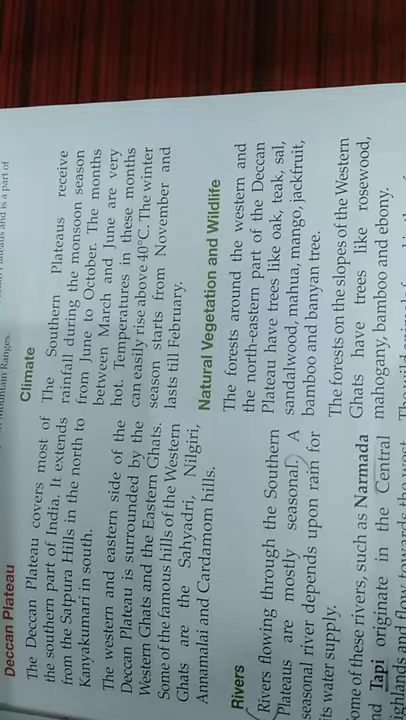 Mountain Ranges.
Deccan Plateau
The Deccan Plateau covers most of
the southern part of India. It extends
from the Satpura Hills in the north to
Kanyakumari in south.
The western and eastern side of the
Deccan Plateau is surrounded by the
Western Ghats and the Eastern Ghats.
Some of the famous hills of the Western
Ghats are the Sahyadri, Nilgiri,
Annamalai and Cardamom hills.
Rivers
Rivers flowing through the Southern
Plateaus are mostly seasonal. A
seasonal river depends upon rain for
its water supply.
ome of these rivers, such as Narmada
d Tapi originate in the Central
ighlands and flow towards the west
and is a part of
Climate
The Southern Plateaus receive
rainfall during the monsoon season
from June to October. The months
between March and June are very
hot. Temperatures in these months
can easily rise above 40°C. The winter
season starts from November and
lasts till February.
Natural Vegetation and Wildlife
The forests around the western and
the north-eastern part of the Deccan
Plateau have trees like oak, teak, sal,
sandalwood, mahua, mango, jackfruit,
bamboo and banyan tree.
The forests on the slopes of the Western
Ghats have trees like rosewood,
mahogany, bamboo and ebony.
The wild